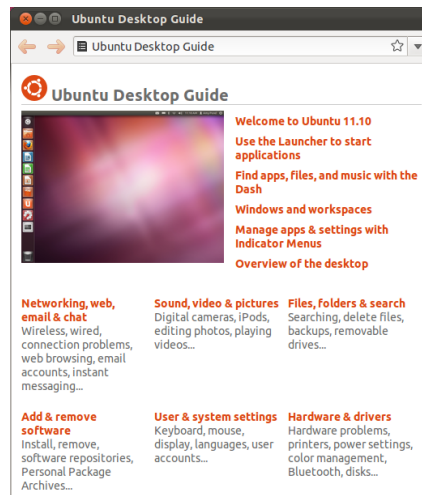 Ubuntu Desktop Guide
Ubuntu Desktop Guide
Ubuntu Desktop Guide
Welcome to Ubuntu 11.10
Use the Launcher to start
applications
Find apps, files, and music with the
Dash
Windows and workspaces
Manage apps & settings with
Indicator Menus
Overview of the desktop
Networking, web,
email & chat
Wireless, wired,
connection problems,
web browsing, email
accounts, instant
messaging...
Sound, video & pictures
Digital cameras, iPods,
editing photos, playing
videos...
Files, folders & search
Searching, delete files,
backups, removable
drives...
Add & remove
software
Install, remove,
software repositories,
Personal Package
Archives...
User & system settings
Keyboard, mouse,
display, languages, user
accounts...
Hardware & drivers
Hardware problems,
printers, power settings,
color management,
Bluetooth, disks...